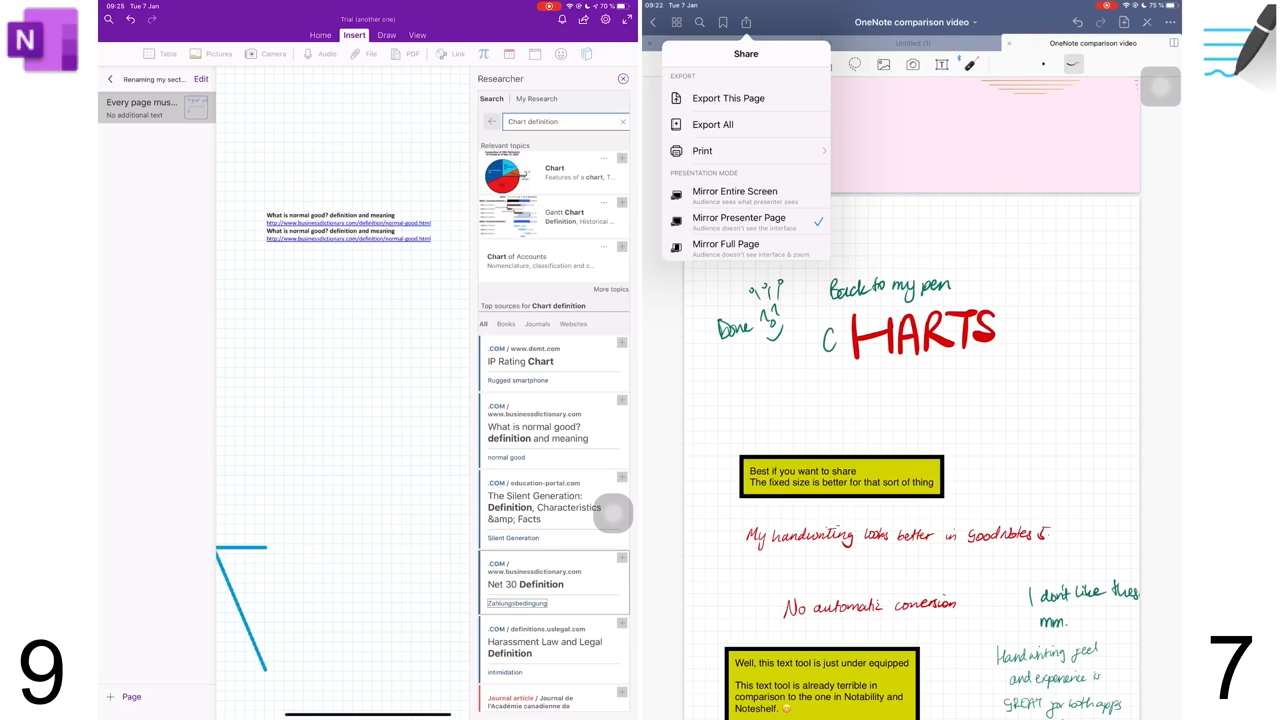 N
09:25 Tue 7 Jan
Trial (another one)
Home
Insert
Draw
View
Table
Pictures
Camera
Audio
File
PDF
Link
Renaming my sect...
Edit
Every page mus...
No additional text
What is normal good? definition and meaning
http://www.businessdictionary.com/definition/normal-good.html
What is normal good? definition and meaning
http://www.businessdictionary.com/definition/normal-good.html
Page
9
Researcher
Search
My Research
Chart definition
Relevant topics
Chart
Features of a chart, T...
Gantt Chart
Definition, Historical ...
Chart of Accounts
Nomenclature, classification and c...
More topics
Top sources for Chart definition
All
Books
Journals
Websites
.COM / www.dsmt.com
IP Rating Chart
Rugged smartphone
.COM /
www.businessdictionary.com
What is normal good?
definition and meaning
normal good
.COM / education-portal.com
The Silent Generation:
Definition, Characteristics
&amp; Facts
Silent Generation
.COM /
www.businessdictionary.com
Net 30 Definition
Zahlungsbedingung
.COM / definitions.uslegal.com
Harassment Law and Legal
Definition
intimidation
Journal article / Journal de
l'Académie canadienne de
09:22 Tue 7 Jan
75 %
OneNote comparison video
Untitled (1)
OneNote comparison video
Share
EXPORT
Export This Page
Export All
Print
PRESENTATION MODE
Mirror Entire Screen
Audience sees what presenter sees
Mirror Presenter Page
Audience doesn't see the interface
Mirror Full Page
Audience doesn't see interface & zoom
Back to my pen
Done
C HARTS
Best if you want to share
The fixed size is better for that sort of thing
My handwriting looks better in GoodNotes 5.
No automatic conersion
I don't like thes
mm.
Well, this text tool is just under equipped
This text tool is already terrible in
comparison to the one in Notability and
Noteshelf.
Handwriting feel
and experience is
GREAT for both apps
7